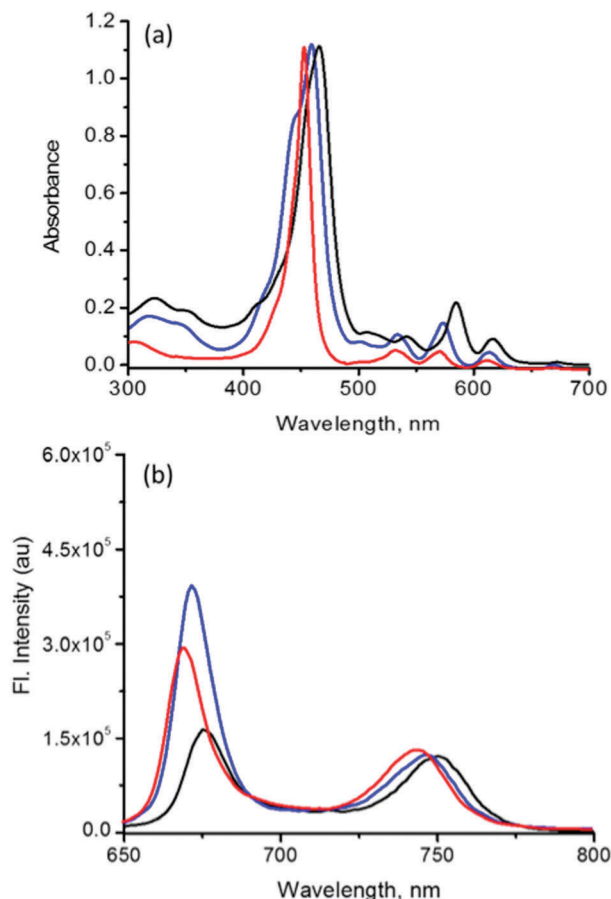 (a)
1.2
1.0
0.8
0.6
0.4
0.2
0.0
Absorbance
300 400 500 600 700
Wavelength, nm
(b)
6.0x10⁵
4.5x10⁵
3.0x10⁵
1.5x10⁵
0.0
Fl. Intensity (au)
650 700 750 800
Wavelength, nm